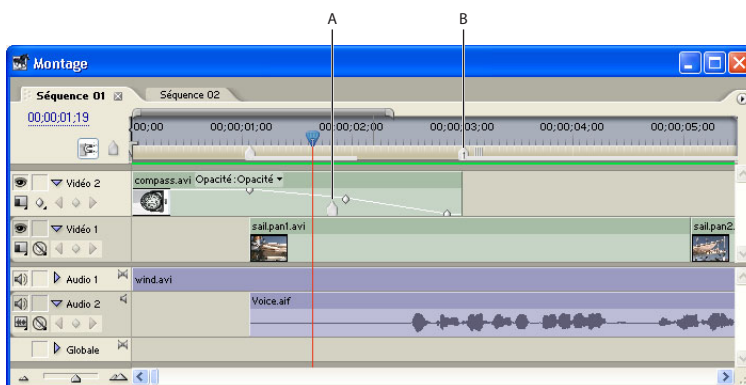 A B
Montage
Séquence 01 Séquence 02
00;00;01;19
00;00 00;00;01;00 00;00;02;00 00;00;03;00 00;00;04;00 00;00;05;00
1
Vidéo 2 compass.avi Opacité:Opacité
Vidéo 1 sail.pan1.avi sail.pan2.
Audio 1 wind.avi
Audio 2 Voice.aif
Globale